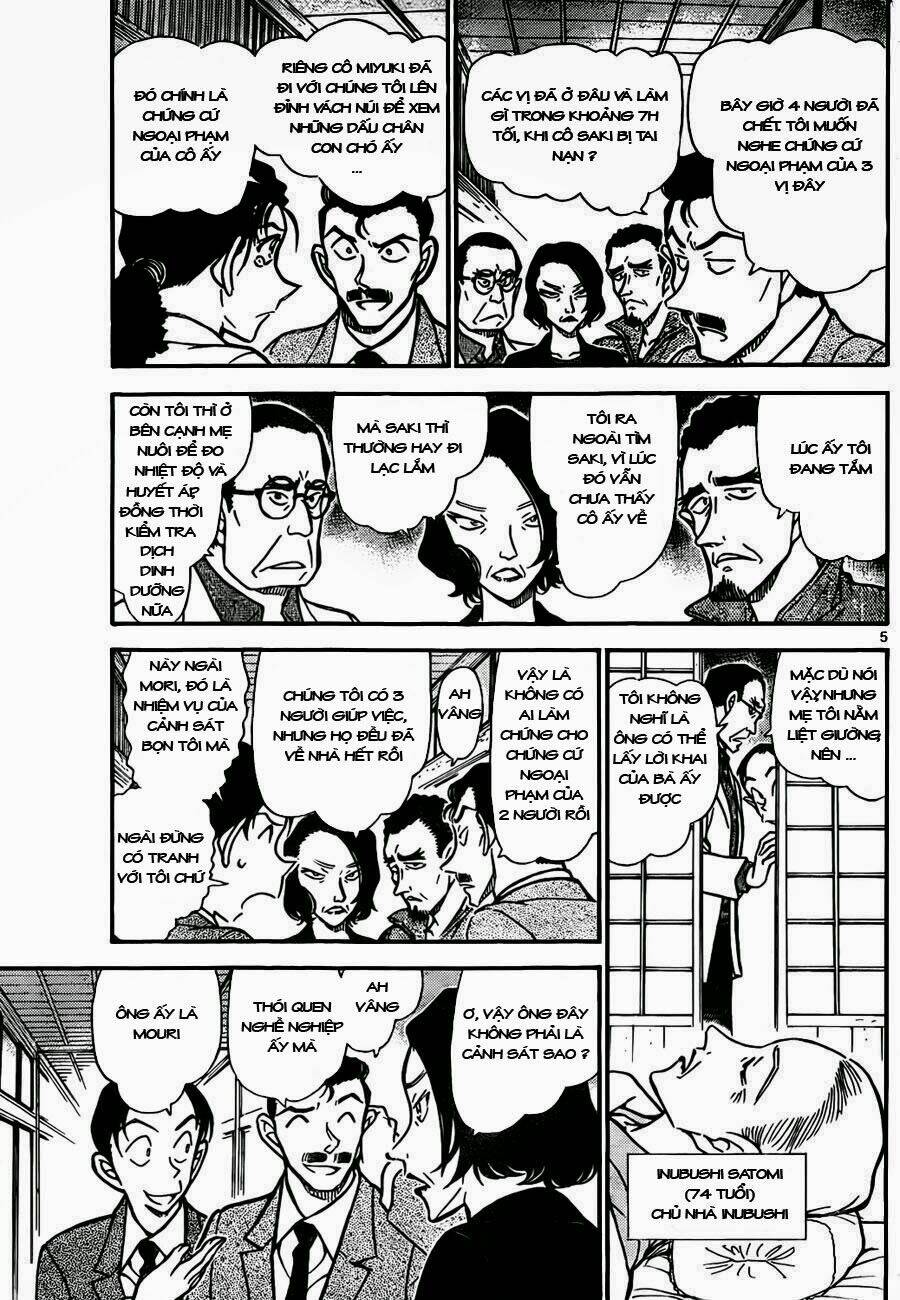 BÂY GIỜ 4 NGƯỜI ĐÃ
CHẾT. TÔI MUỐN
NGHE CHỨNG CỨ
NGOẠI PHẠM CỦA 3
VỊ ĐÂY
CÁC VỊ ĐÃ Ở ĐÂU VÀ LÀM
GÌ TRONG KHOẢNG 7H
TỐI, KHI CÔ SAKI BỊ TAI
NẠN ?
RIÊNG CÔ MIYUKI ĐÃ
ĐI VỚI CHÚNG TÔI LÊN
ĐỈNH VÁCH NÚI ĐỂ XEM
NHỮNG DẤU CHÂN
CON CHÓ ẤY
...
ĐÓ CHÍNH LÀ
CHỨNG CỨ
NGOẠI PHẠM
CỦA CÔ ẤY
LÚC ẤY TÔI
ĐANG TẮM
TÔI RA
NGOÀI TÌM
SAKI, VÌ LÚC
ĐÓ VẪN
CHƯA THẤY
CÔ ẤY VỀ
MÀ SAKI THÌ
THƯỜNG HAY ĐI
LẠC LẮM
CÒN TÔI THÌ Ở
BÊN CẠNH MẸ
NUÔI ĐỂ ĐO
NHIỆT ĐỘ VÀ
HUYẾT ÁP,
ĐỒNG THỜI
KIỂM TRA
DỊCH
DINH
DƯỠNG
NỮA
5
MẶC DÙ NÓI
VẬY, NHƯNG
MẸ TÔI NẰM
LIỆT GIƯỜNG,
NÊN ...
TÔI KHÔNG
NGHĨ LÀ
ÔNG CÓ THỂ
LẤY LỜI KHAI
CỦA BÀ ẤY
ĐƯỢC
INUBUSHI SATOMI
(74 TUỔI)
CHỦ NHÀ INUBUSHI
VẬY LÀ
KHÔNG CÓ
AI LÀM
CHỨNG CHO
CHỨNG CỨ
NGOẠI
PHẠM CỦA
2 NGƯỜI RỒI
AH
VÂNG
CHÚNG TÔI CÓ 3
NGƯỜI GIÚP VIỆC,
NHƯNG HỌ ĐỀU ĐÃ
VỀ NHÀ HẾT RỒI
NÀY NGÀI
MORI, ĐÓ LÀ
NHIỆM VỤ CỦA
CẢNH SÁT
BỌN TÔI MÀ
NGÀI ĐỪNG
CÓ TRANH
VỚI TÔI CHỨ
Ơ, VẬY ÔNG ĐÂY
KHÔNG PHẢI LÀ
CẢNH SÁT SAO ?
AH
VÂNG
THÓI QUEN
NGHỀ NGHIỆP
ẤY MÀ
ÔNG ẤY LÀ
MOURI